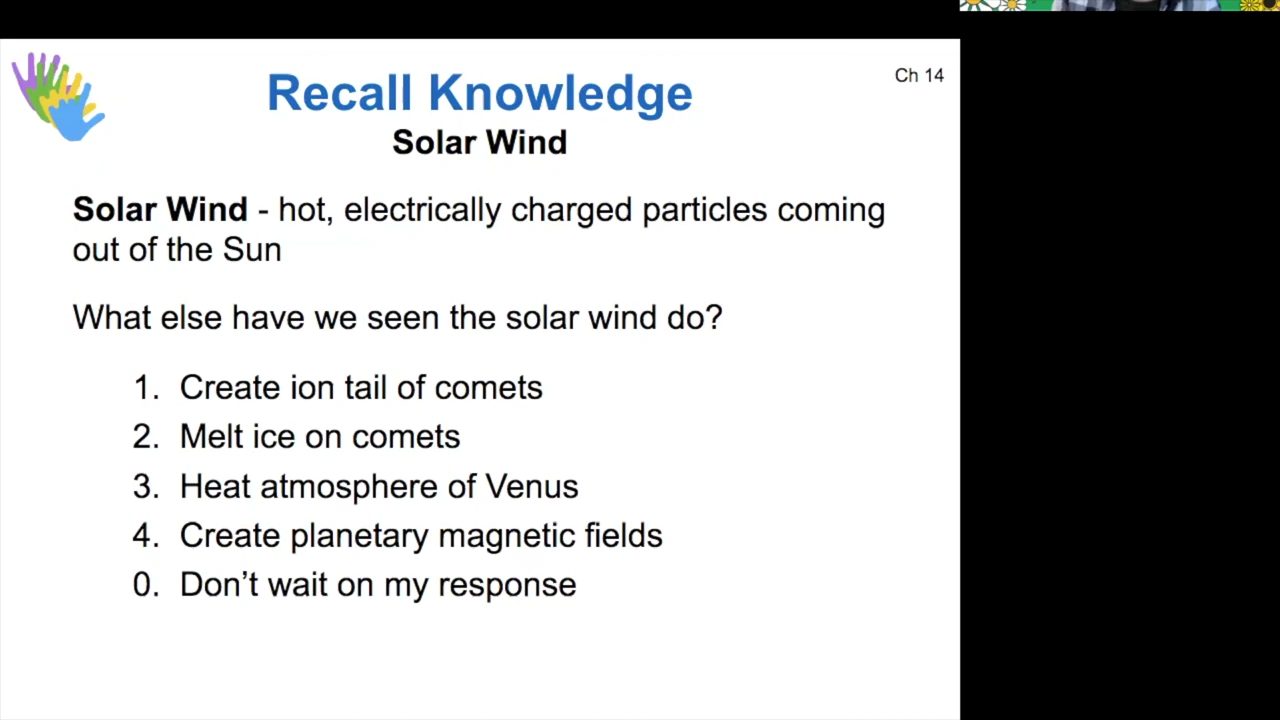 Recall Knowledge
Ch 14
Solar Wind
Solar Wind - hot, electrically charged particles coming
out of the Sun
What else have we seen the solar wind do?
1. Create ion tail of comets
2. Melt ice on comets
3. Heat atmosphere of Venus
4. Create planetary magnetic fields
0. Don’t wait on my response